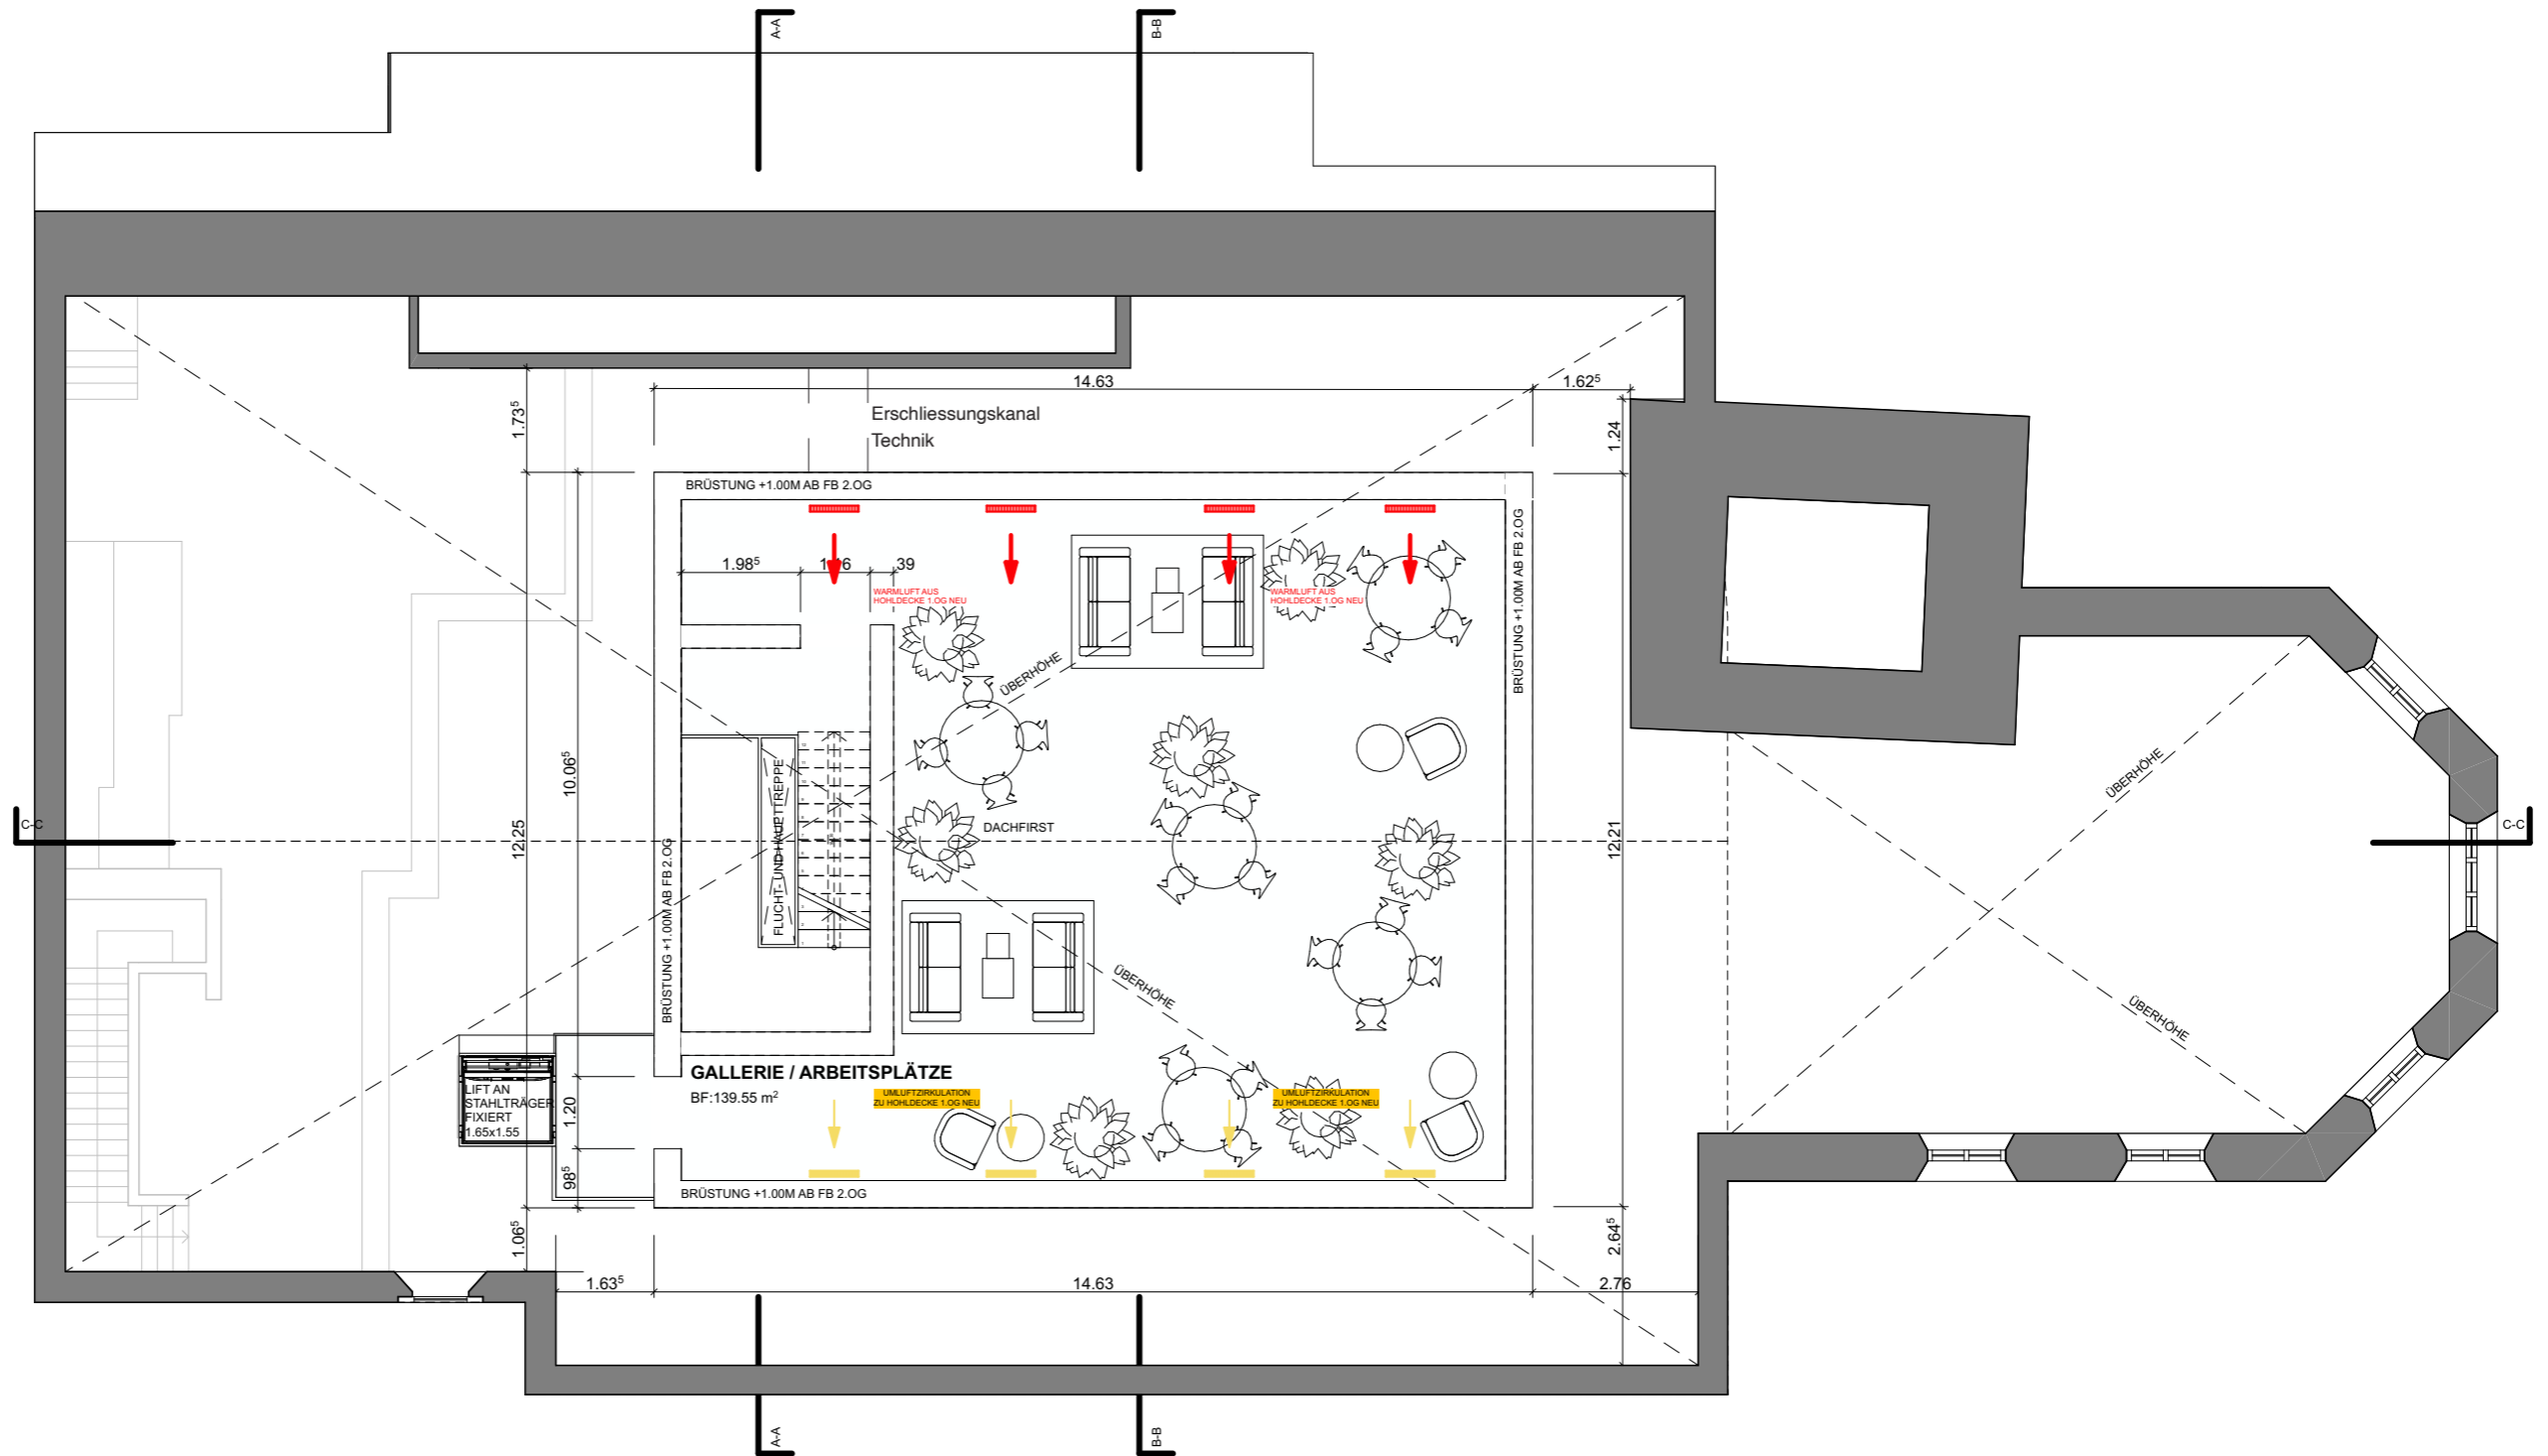 A-A
B-B
14.63
1.62⁵
Erschliessungskanal
Technik
1.73⁵
1.24
BRÜSTUNG +1.00M AB FB 2.OG
BRÜSTUNG +1.00M AB FB 2.OG
1.98⁵
39
WARMLUFT AUS
HOHLDECKE 1.OG NEU
WARMLUFT AUS
HOHLDECKE 1.OG NEU
ÜBERHÖHE
10.06⁵
12.25
FLUCHT- UND HAUPTTREPPE
DACHFIRST
12.21
ÜBERHÖHE
C-C
C-C
BRÜSTUNG +1.00M AB FB 2.OG
ÜBERHÖHE
ÜBERHÖHE
LIFT AN
STAHLTRÄGER
FIXIERT
1.65x1.55
GALLERIE / ARBEITSPLÄTZE
BF:139.55 m²
UMLUFTZIRKULATION
ZU HOHLDECKE 1.OG NEU
UMLUFTZIRKULATION
ZU HOHLDECKE 1.OG NEU
1.20
98⁵
BRÜSTUNG +1.00M AB FB 2.OG
1.06⁵
2.64⁵
1.63⁵
14.63
2.76
A-A
B-B